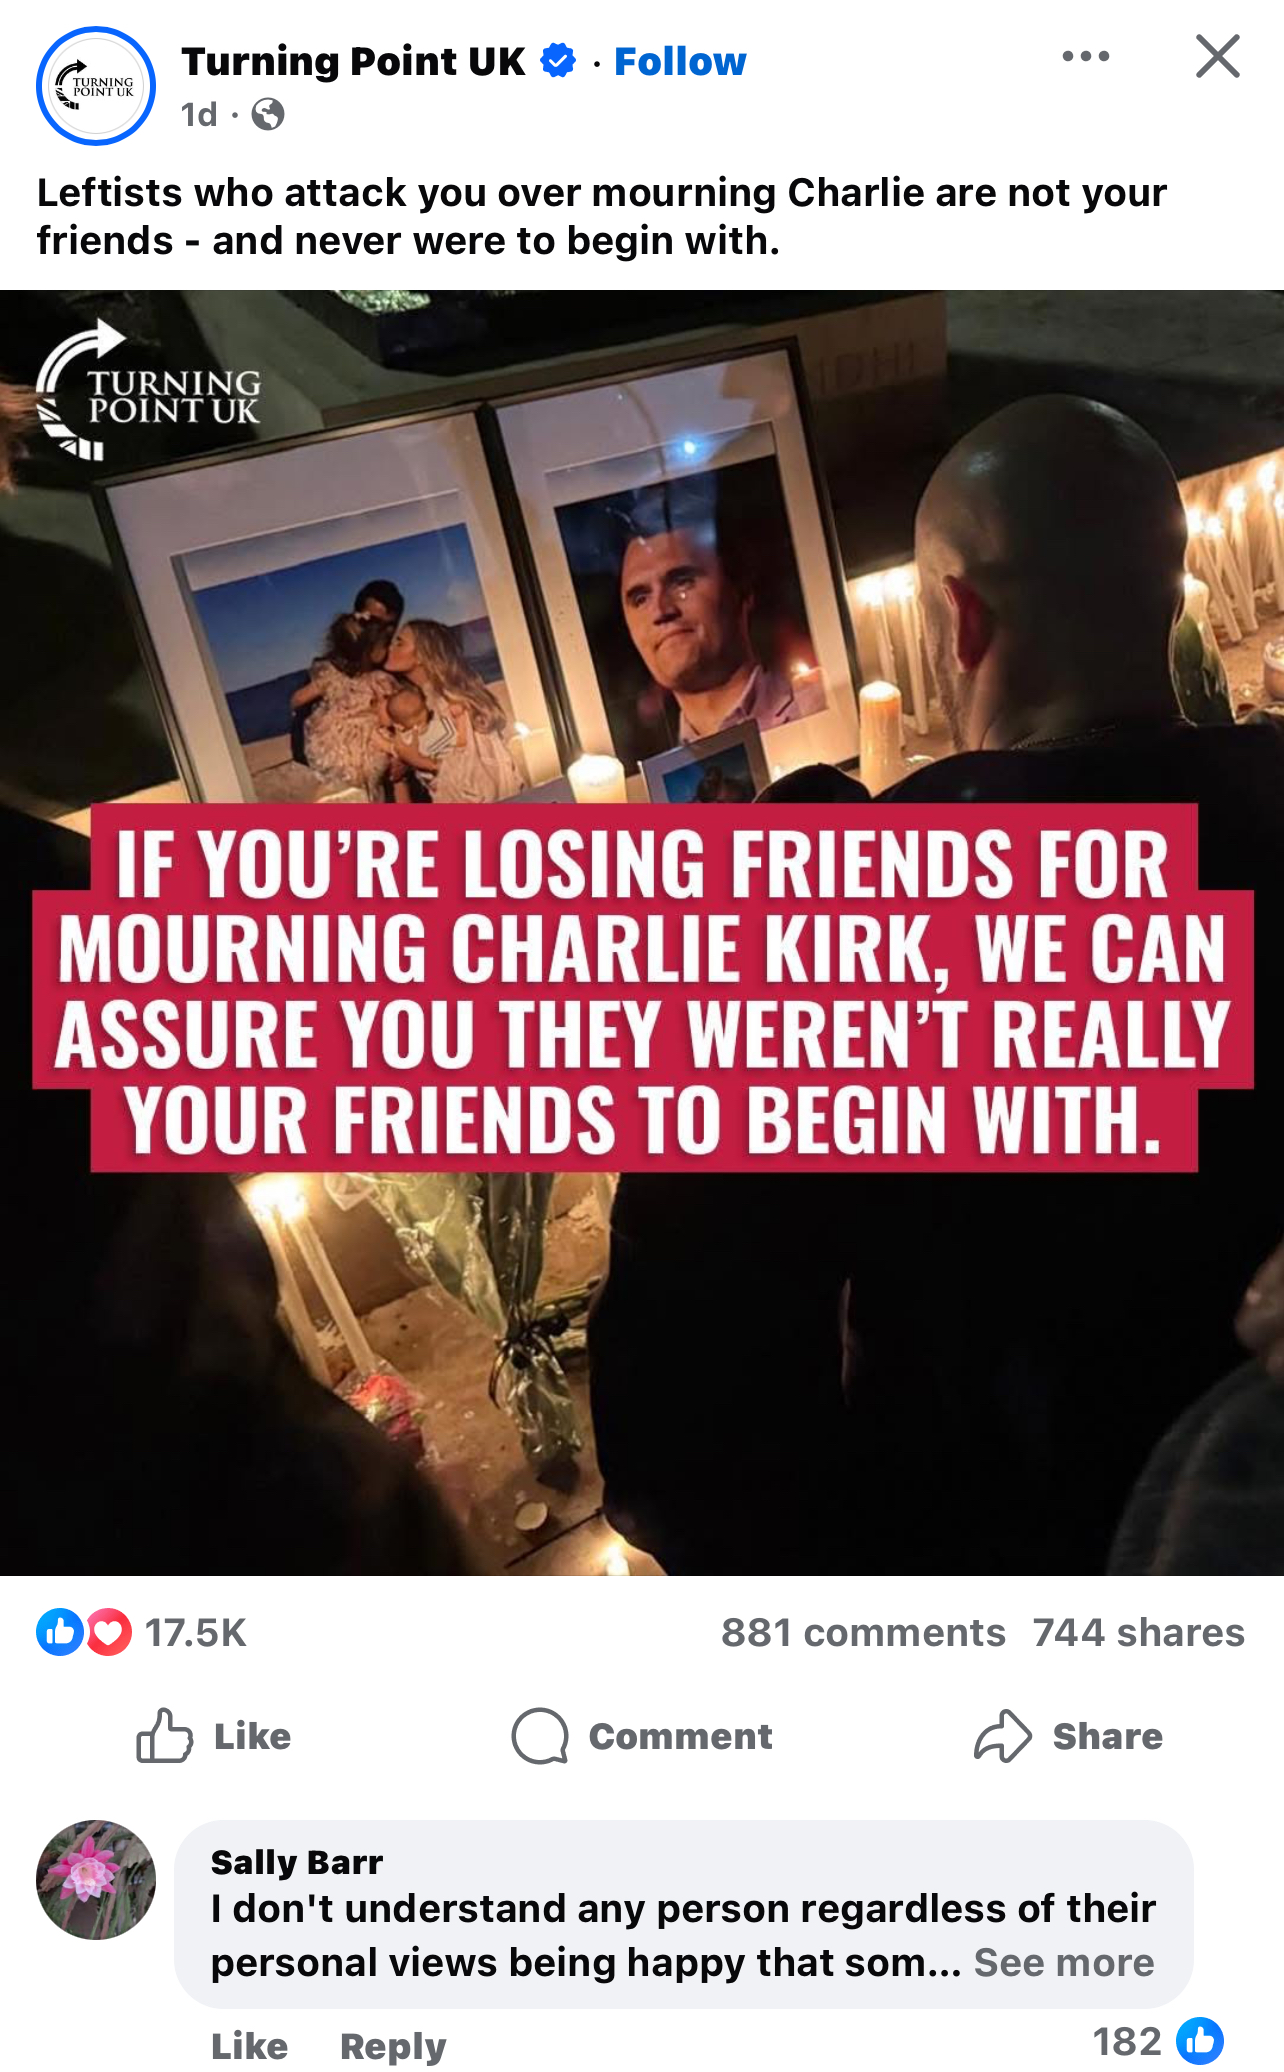 TURNING
POINT UK
Turning Point UK · Follow
1d ·
Leftists who attack you over mourning Charlie are not your
friends - and never were to begin with.
TURNING
POINT UK
IF YOU'RE LOSING FRIENDS FOR
MOURNING CHARLIE KIRK, WE CAN
ASSURE YOU THEY WEREN'T REALLY
YOUR FRIENDS TO BEGIN WITH.
17.5K
881 comments 744 shares
Like
Comment
Share
Sally Barr
I don't understand any person regardless of their
personal views being happy that som... See more
Like Reply
182